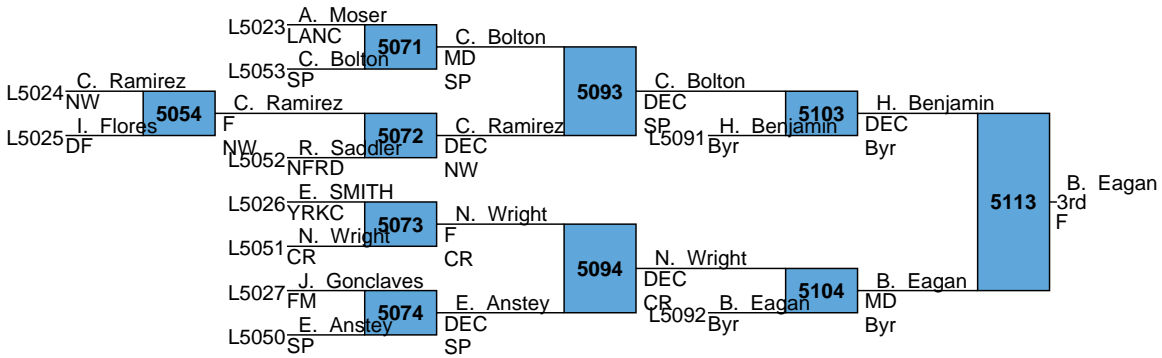 L5023 A. Moser
LANC
5071
L5053 C. Bolton
SP
C. Bolton
MD
SP
L5024 C. Ramirez
NW
5054
L5025 I. Flores
DF
C. Ramirez
F
NW
5072
L5052 R. Saddler
NFRD
C. Ramirez
DEC
NW
5093
C. Bolton
DEC
SP
5103
L5091 H. Benjamin
Byr
H. Benjamin
DEC
Byr
L5026 E. SMITH
YRKC
5073
L5051 N. Wright
CR
N. Wright
F
CR
L5027 J. Gonclaves
FM
5074
L5050 E. Anstey
SP
E. Anstey
DEC
SP
5094
N. Wright
DEC
CR
5104
L5092 B. Eagan
Byr
B. Eagan
MD
Byr
5113
B. Eagan
3rd
F